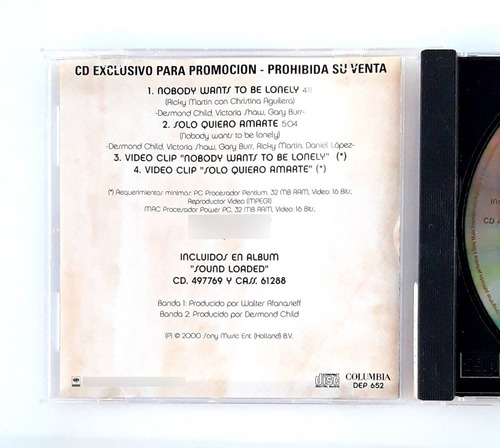 CD EXCLUSIVO PARA PROMOCION - PROHIBIDA SU VENTA
1. NOBODY WANTS TO BE LONELY 4:11
(Ricky Martin con Christina Aguilera)
-Desmond Child, Victoria Shaw, Gary Burr-
2. SOLO QUIERO AMARTE 5:04
(Nobody wants to be lonely)
-Desmond Child, Victoria Shaw, Gary Burr, Ricky Martin, Daniel López-
3. VIDEO CLIP "NOBODY WANTS TO BE LONELY" (*)
4. VIDEO CLIP "SOLO QUIERO AMARTE" (*)
(*) Requerimientos mínimos: PC Procesador Pentium, 32 MB RAM, Video: 16 Bits,
Reproductor Video (MPEG1)
MAC Procesador Power PC, 32 MB RAM, Video: 16 Bits,
INCLUIDOS EN ALBUM
"SOUND LOADED"
CD. 497769 Y CASS. 61288
Banda 1: Producido por Walter Afanasieff
Banda 2: Producido por Desmond Child
(P) © 2000 Sony Music Ent. (Holland) B.V.
disc
COLUMBIA
DEP 652